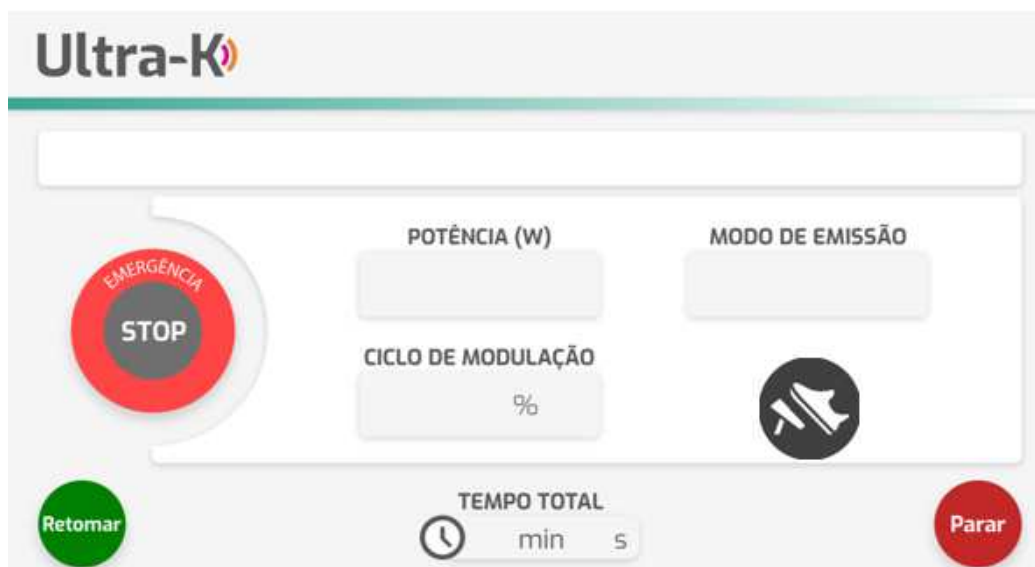 Ultra-K
POTÊNCIA (W)
MODO DE EMISSÃO
EMERGÊNCIA
STOP
CICLO DE MODULAÇÃO
%
Retomar
TEMPO TOTAL
min s
Parar